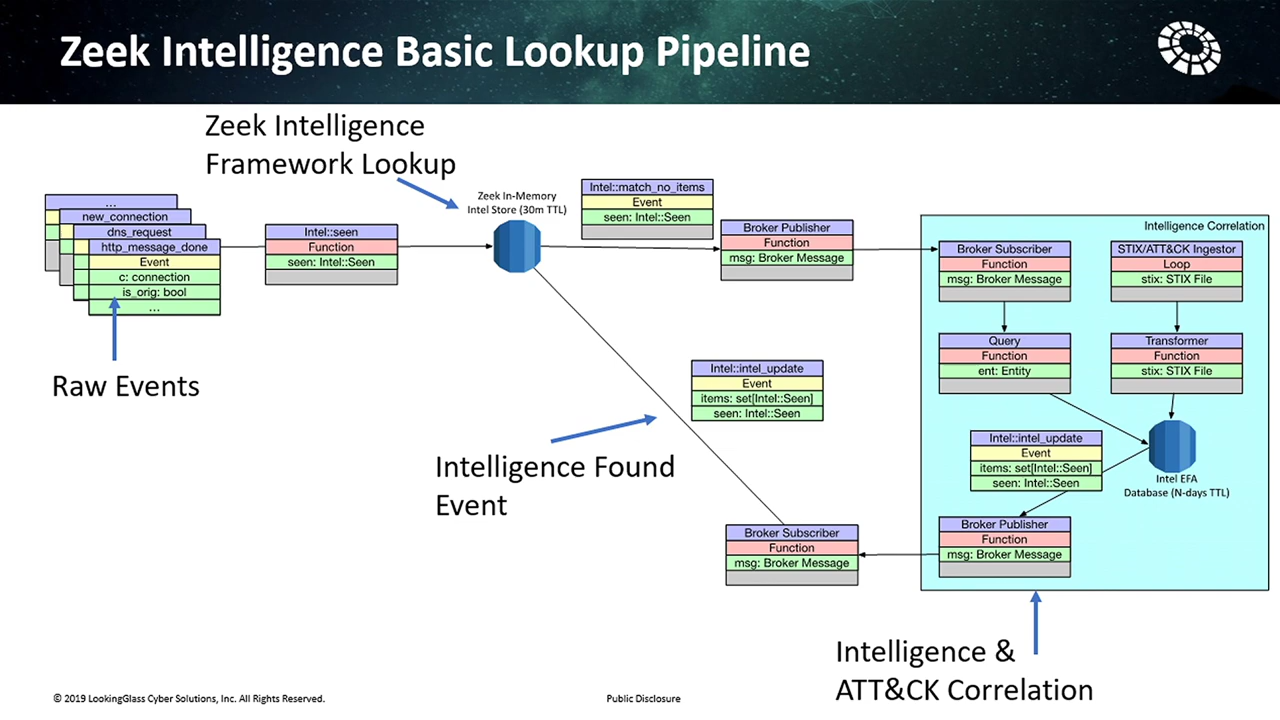 Zeek Intelligence Basic Lookup Pipeline
Zeek Intelligence
Framework Lookup
...
new_connection
dns_request
http_message_done
Event
c: connection
is_orig: bool
...
Raw Events
Intel::seen
Function
seen: Intel::Seen
Zeek In-Memory
Intel Store (30m TTL)
Intel::match_no_items
Event
seen: Intel::Seen
Broker Publisher
Function
msg: Broker Message
Intelligence Correlation
Broker Subscriber
Function
msg: Broker Message
STIX/ATT&CK Ingestor
Loop
stix: STIX File
Query
Function
ent: Entity
Transformer
Function
stix: STIX File
Intel::intel_update
Event
items: set[Intel::Seen]
seen: Intel::Seen
Intelligence Found
Event
Intel::intel_update
Event
items: set[Intel::Seen]
seen: Intel::Seen
Intel EFA
Database (N-days TTL)
Broker Subscriber
Function
msg: Broker Message
Broker Publisher
Function
msg: Broker Message
Intelligence &
ATT&CK Correlation
© 2019 LookingGlass Cyber Solutions, Inc. All Rights Reserved.
Public Disclosure